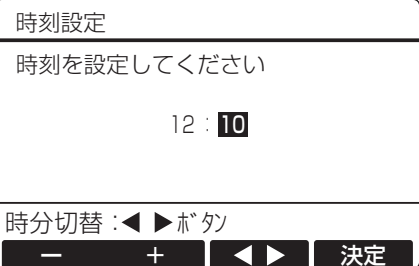 時刻設定
時刻を設定してください
12 : 10
時分切替 :◀ ▶ボタン
− + ◀ ▶ 決定